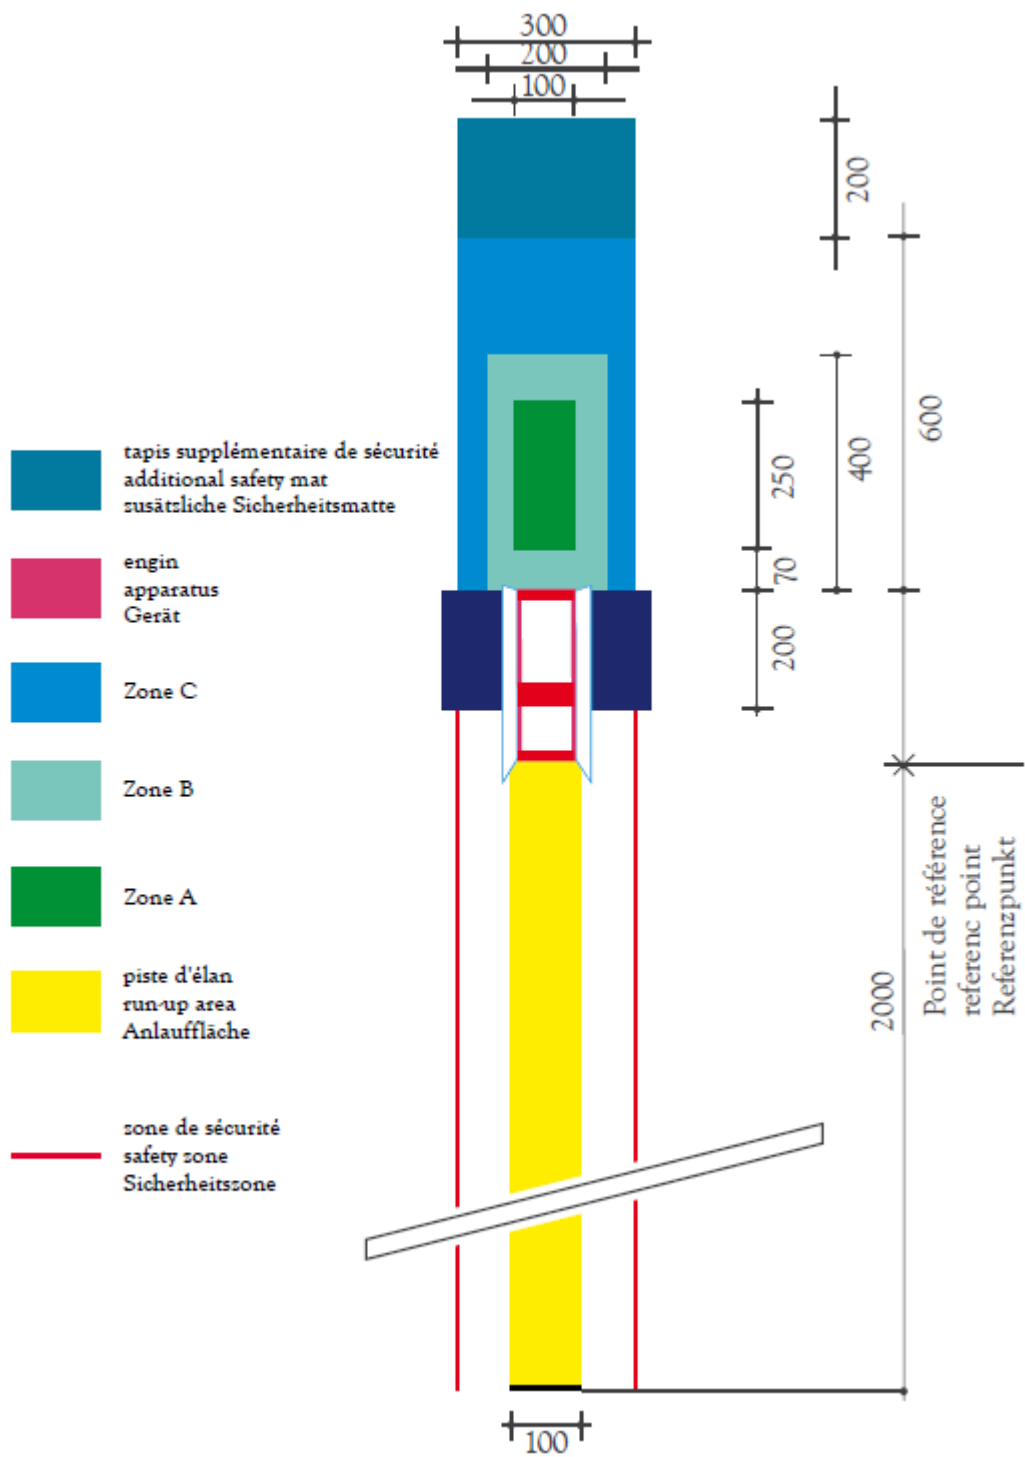 300
200
100
200
600
400
250
70
200
tapis supplémentaire de sécurité
additional safety mat
zusätsliche Sicherheitsmatte
engin
apparatus
Gerät
Zone C
Zone B
Zone A
piste d'élan
run-up area
Anlauffläche
zone de sécurité
safety zone
Sicherheitszone
Point de référence
referenc point
Referenzpunkt
2000
100